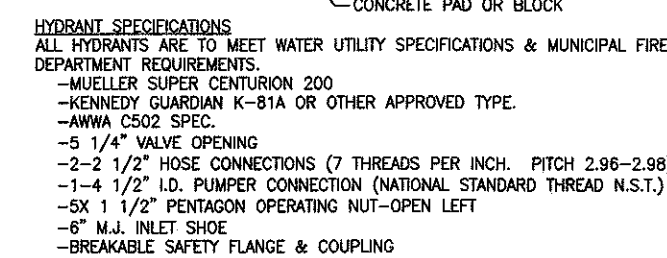 CONCRETE PAD OR BLOCK
HYDRANT SPECIFICATIONS
ALL HYDRANTS ARE TO MEET WATER UTILITY SPECIFICATIONS & MUNICIPAL FIRE
DEPARTMENT REQUIREMENTS.
-MUELLER SUPER CENTURION 200
-KENNEDY GUARDIAN K-81A OR OTHER APPROVED TYPE.
-AWWA C502 SPEC.
-5 1/4" VALVE OPENING
-2-2 1/2" HOSE CONNECTIONS (7 THREADS PER INCH. PITCH 2.96-2.98
-1-4 1/2" I.D. PUMPER CONNECTION (NATIONAL STANDARD THREAD N.S.T.)
-5X 1 1/2" PENTAGON OPERATING NUT-OPEN LEFT
-6" M.J. INLET SHOE
-BREAKABLE SAFETY FLANGE & COUPLING